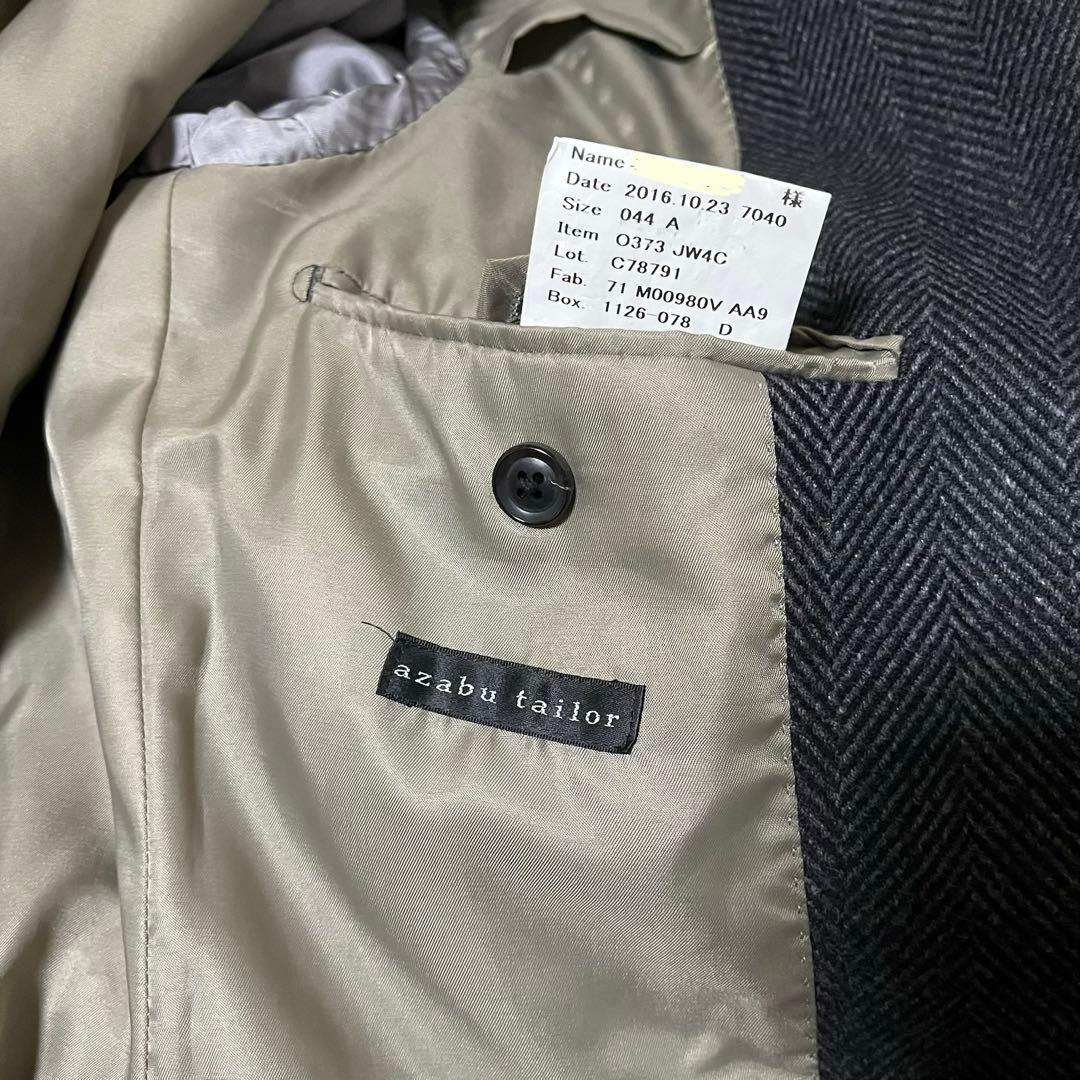 Name 様
Date 2016.10.23 7040
Size 044 A
Item O373 JW4C
Lot. C78791
Fab. 71 M00980V AA9
Box. 1126-078 D
azabu tailor